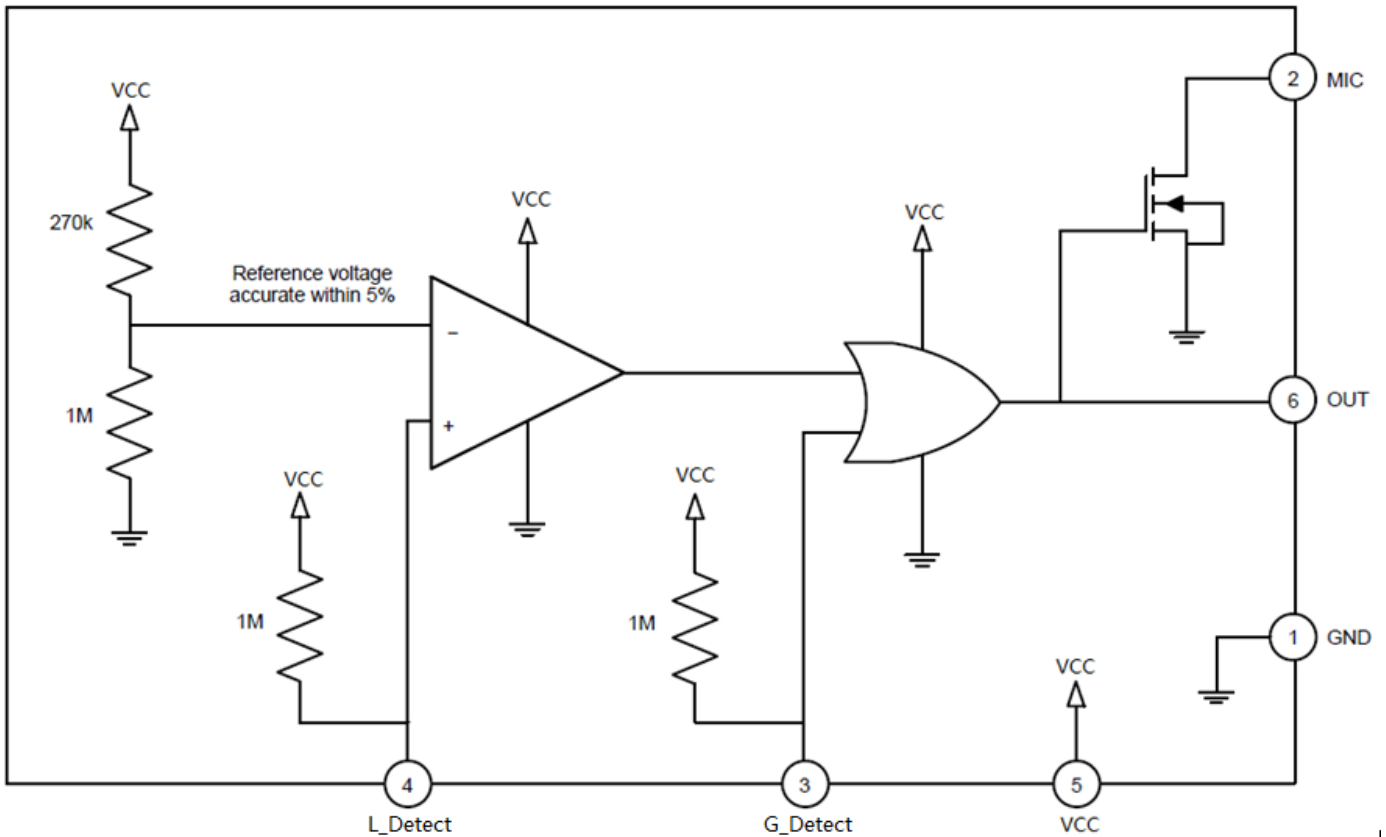 VCC
270k
1M
Reference voltage
accurate within 5%
VCC
−
+
VCC
1M
VCC
VCC
1M
2 MIC
6 OUT
1 GND
VCC
4
L_Detect
3
G_Detect
5
VCC